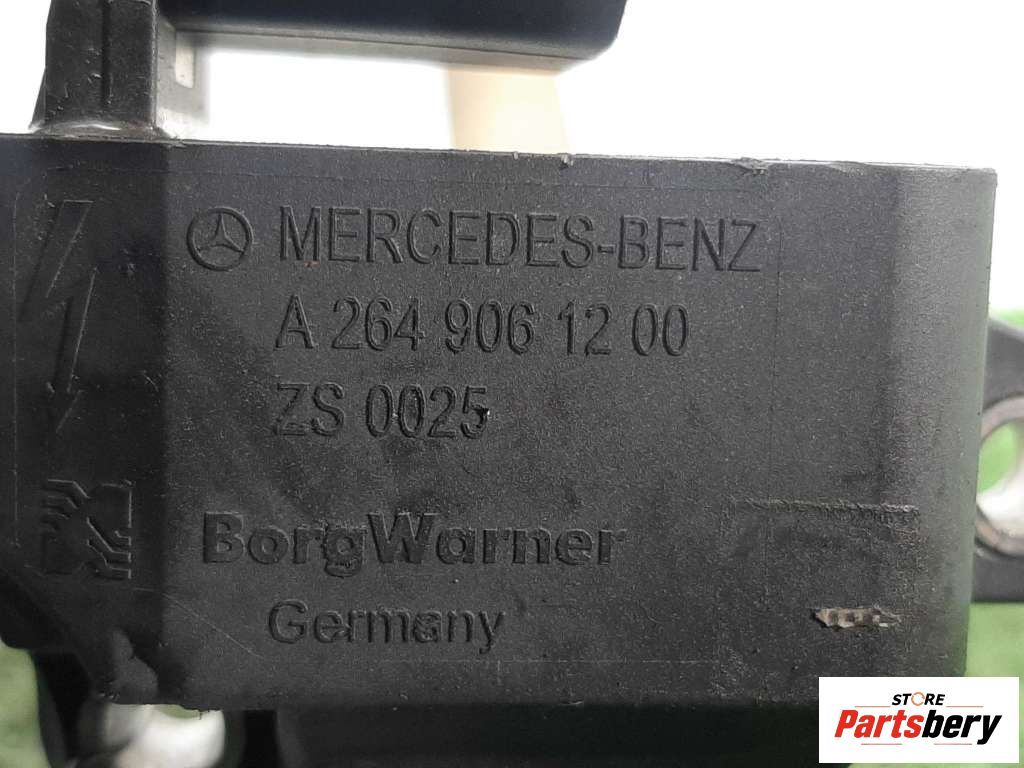 MERCEDES-BENZ
A 264 906 12 00
ZS 0025
BorgWarner
Germany
STORE
Partsbery